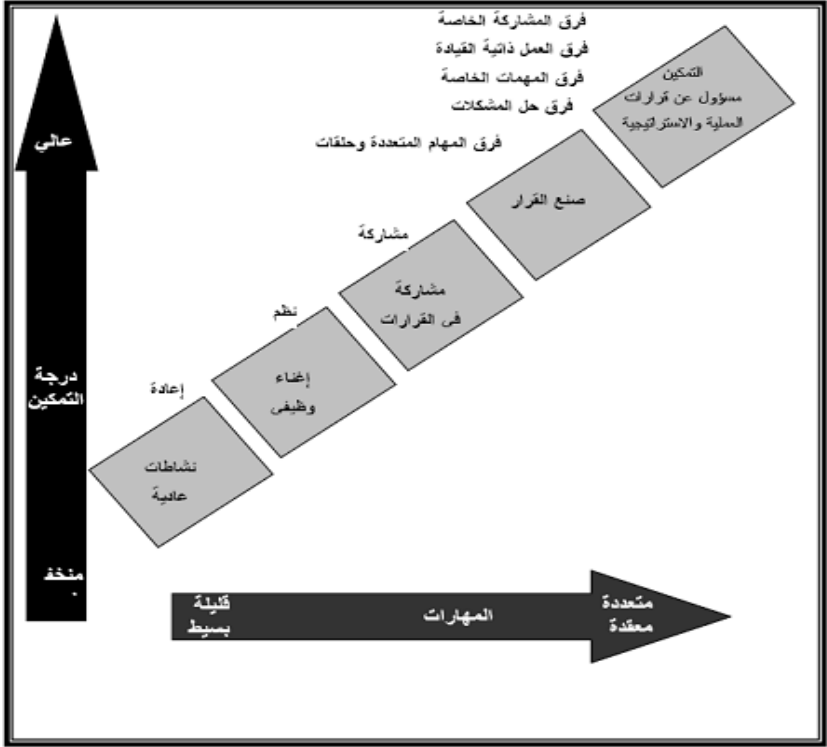 فرق المشاركة الخاصة
فرق العمل ذاتية القيادة
فرق المهمات الخاصة
فرق حل المشكلات
فرق المهام المتعددة وحلقات
التمكين
مسؤول عن قرارات
العملية والاستراتيجية
عالي
صنع القرار
مشاركة
مشاركة
فى القرارات
نظم
إغناء
وظيفى
درجة
التمكين
إعادة
نشاطات
عادية
منخف
متعددة
معقدة
المهارات
قليلة
بسيط